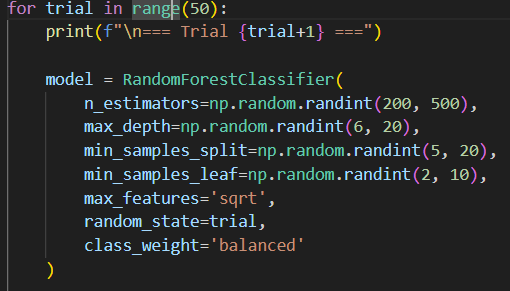 for trial in range(50):
    print(f"\n=== Trial {trial+1} ===")
    model = RandomForestClassifier(
        n_estimators=np.random.randint(200, 500),
        max_depth=np.random.randint(6, 20),
        min_samples_split=np.random.randint(5, 20),
        min_samples_leaf=np.random.randint(2, 10),
        max_features='sqrt',
        random_state=trial,
        class_weight='balanced'
    )